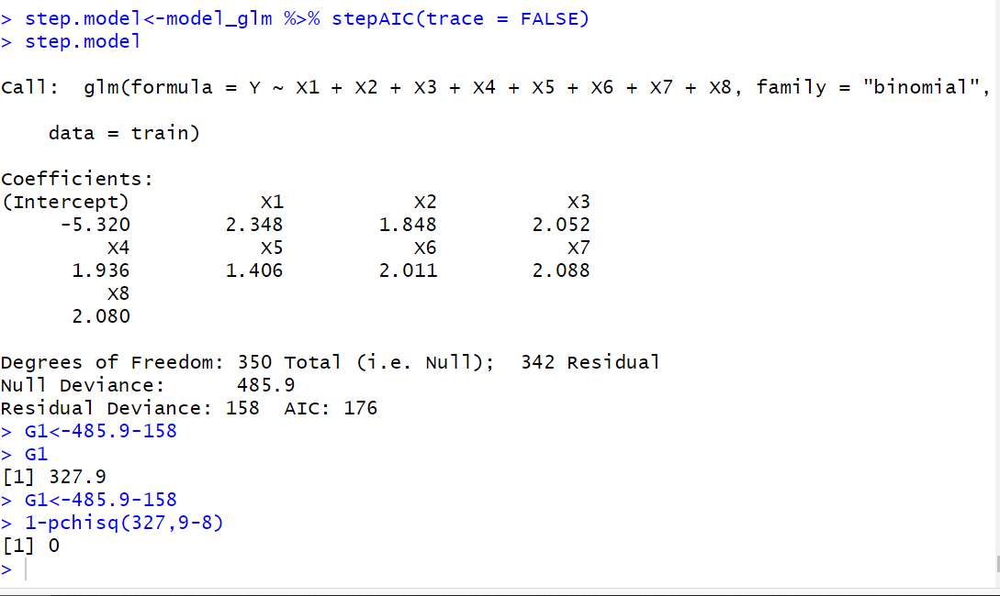 > step.model<-model_glm %>% stepAIC(trace = FALSE)
> step.model
Call:  glm(formula = Y ~ X1 + X2 + X3 + X4 + X5 + X6 + X7 + X8, family = "binomial",
    data = train)
Coefficients:
(Intercept)           X1           X2           X3
     -5.320        2.348        1.848        2.052
         X4           X5           X6           X7
      1.936        1.406        2.011        2.088
         X8
      2.080
Degrees of Freedom: 350 Total (i.e. Null);  342 Residual
Null Deviance:      485.9
Residual Deviance: 158  AIC: 176
> G1<-485.9-158
> G1
[1] 327.9
> G1<-485.9-158
> 1-pchisq(327,9-8)
[1] 0
>